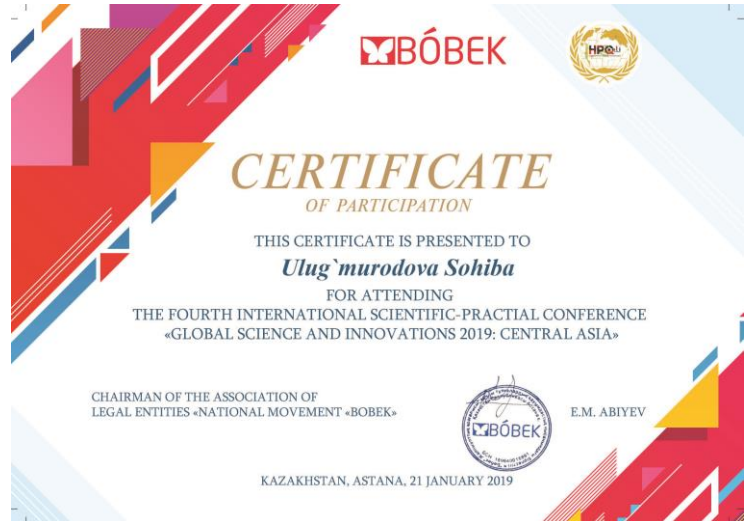 BÓBEK
HPQ
CERTIFICATE
OF PARTICIPATION
THIS CERTIFICATE IS PRESENTED TO
Ulug`murodova Sohiba
FOR ATTENDING
THE FOURTH INTERNATIONAL SCIENTIFIC-PRACTIAL CONFERENCE
«GLOBAL SCIENCE AND INNOVATIONS 2019: CENTRAL ASIA»
CHAIRMAN OF THE ASSOCIATION OF
LEGAL ENTITIES «NATIONAL MOVEMENT «BOBEK»
BÓBEK
E.M. ABIYEV
KAZAKHSTAN, ASTANA, 21 JANUARY 2019